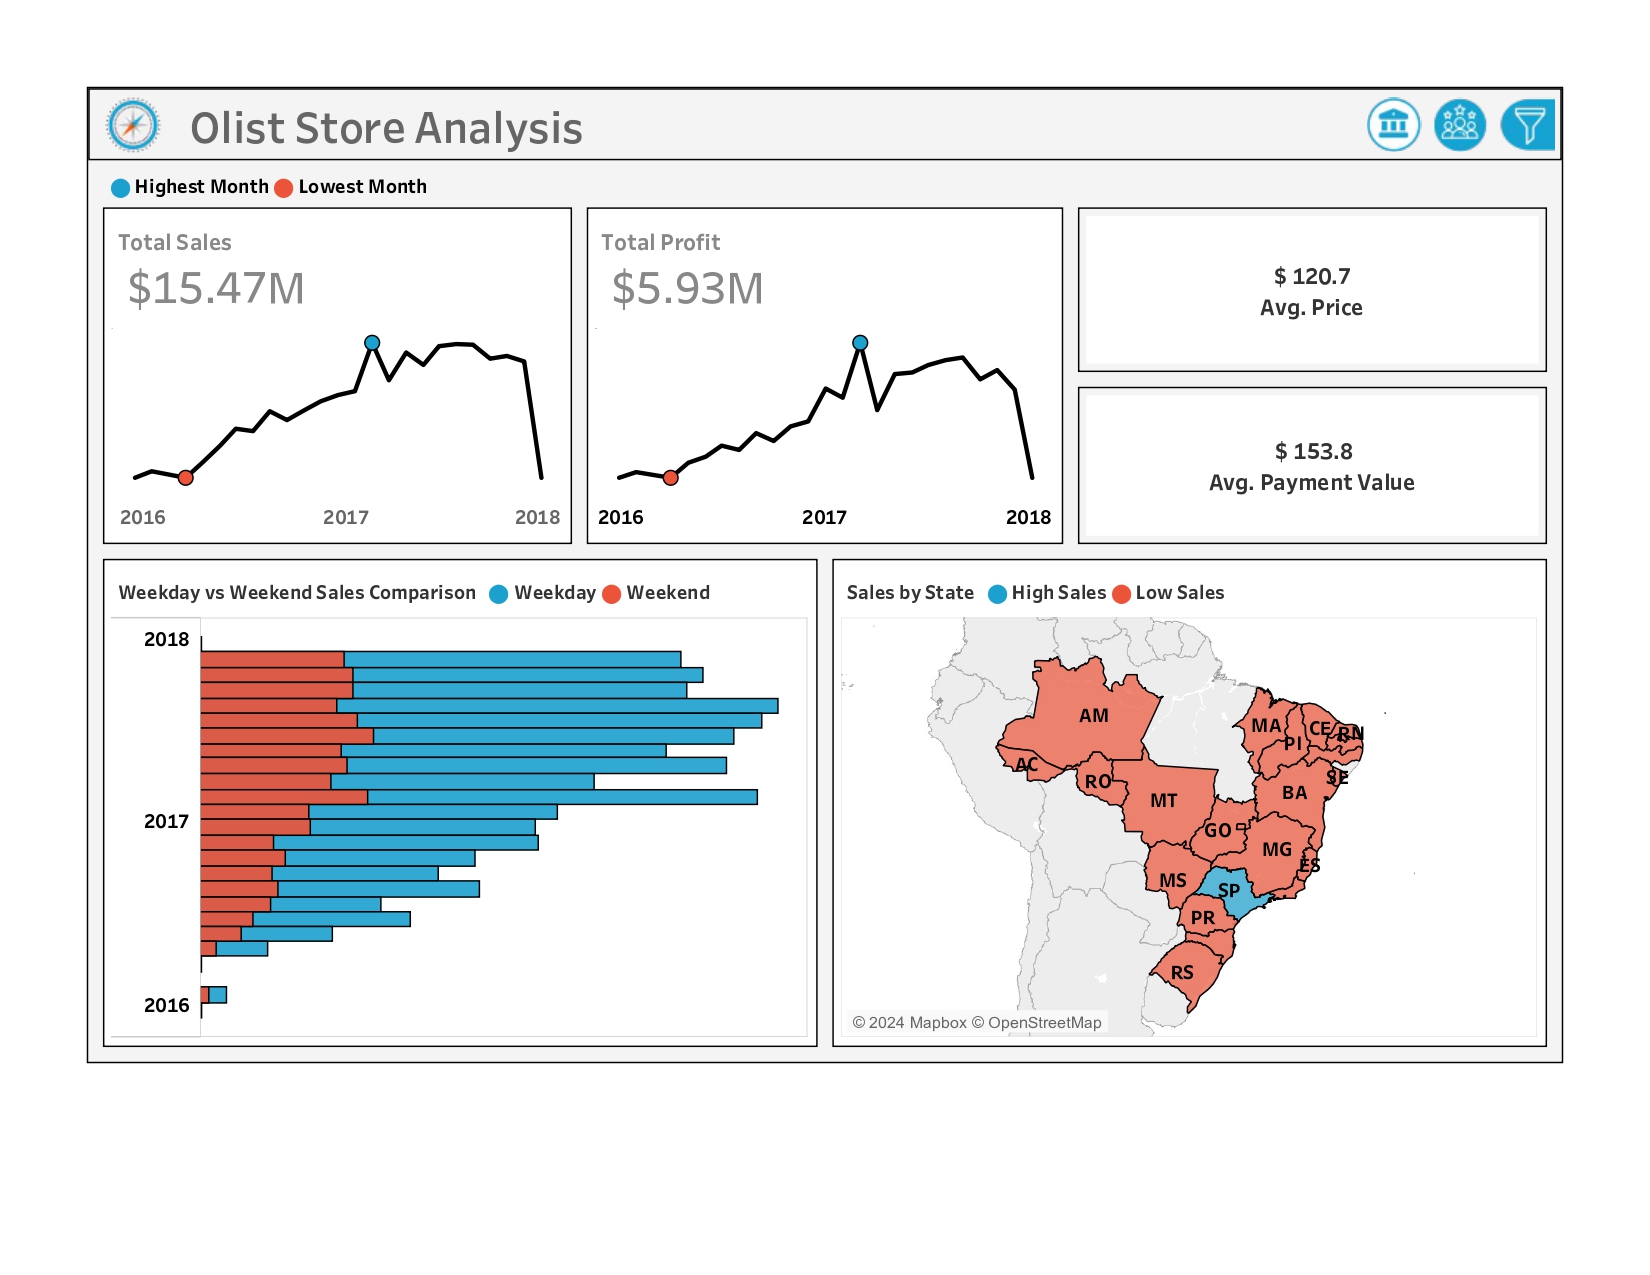 Olist Store Analysis
Highest Month Lowest Month
Total Sales
$15.47M
2016 2017 2018
Total Profit
$5.93M
2016 2017 2018
$ 120.7
Avg. Price
$ 153.8
Avg. Payment Value
Weekday vs Weekend Sales Comparison Weekday Weekend
2018
2017
2016
Sales by State High Sales Low Sales
AM
MA
CE
RN
PI
AC
RO
SE
MT
BA
GO
MG
ES
MS
SP
PR
RS
© 2024 Mapbox © OpenStreetMap